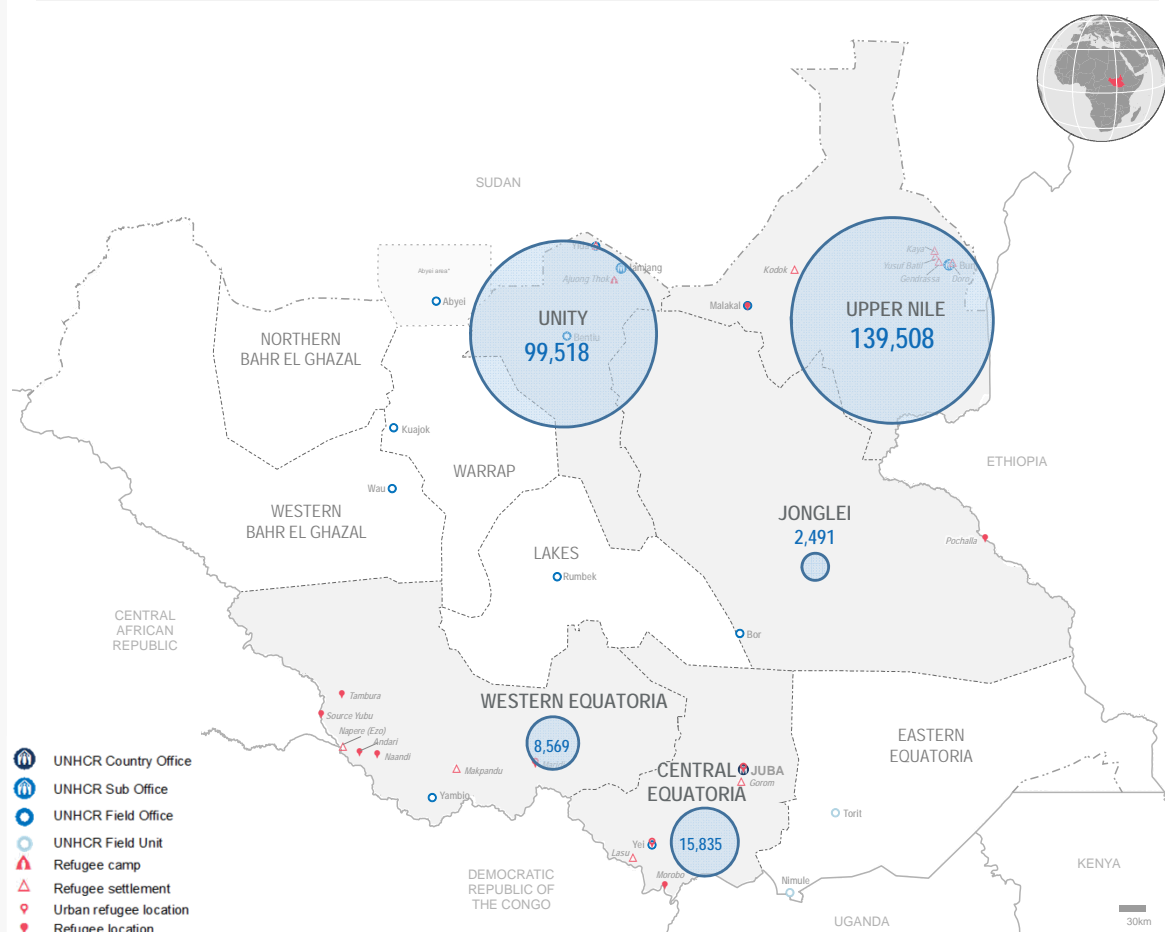 SUDAN
Abyei area*
Abyei
Jamjang
Ajuong Thok
UNITY
99,518
Bentiu
Kodok
Malakal
Kaya
Yusuf Batil
Gendrassa
Doro
UPPER NILE
139,508
NORTHERN
BAHR EL GHAZAL
Kuajok
WARRAP
Wau
WESTERN
BAHR EL GHAZAL
ETHIOPIA
JONGLEI
2,491
Pochalla
LAKES
Rumbek
Bor
CENTRAL
AFRICAN
REPUBLIC
WESTERN EQUATORIA
8,569
Tambura
Source Yubu
Napere (Ezo)
Andari
Naandi
Makpandu
Yambio
CENTRAL
EQUATORIA
JUBA
Gorom
15,835
Yei
Lasu
Morobo
EASTERN
EQUATORIA
Torit
Nimule
KENYA
DEMOCRATIC
REPUBLIC OF
THE CONGO
UGANDA
30km
UNHCR Country Office
UNHCR Sub Office
UNHCR Field Office
UNHCR Field Unit
Refugee camp
Refugee settlement
Urban refugee location
Refugee location